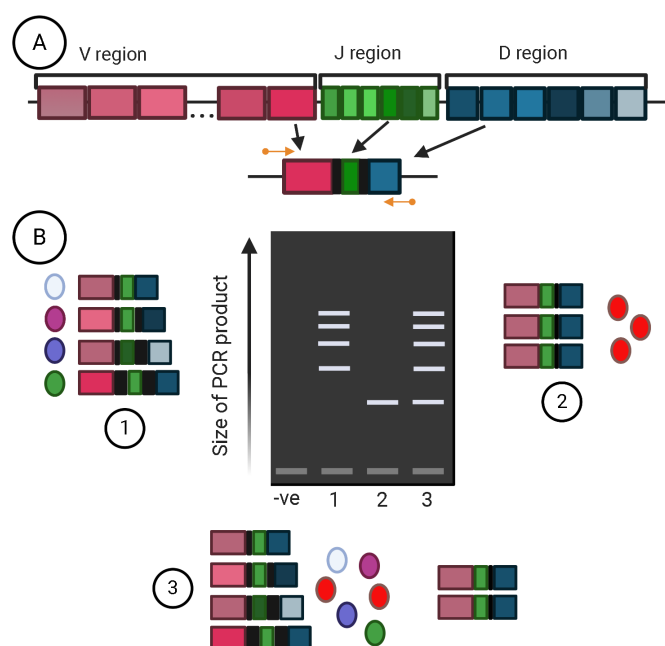 A
V region
J region
D region
B
Size of PCR product
1
2
-ve 1 2 3
3